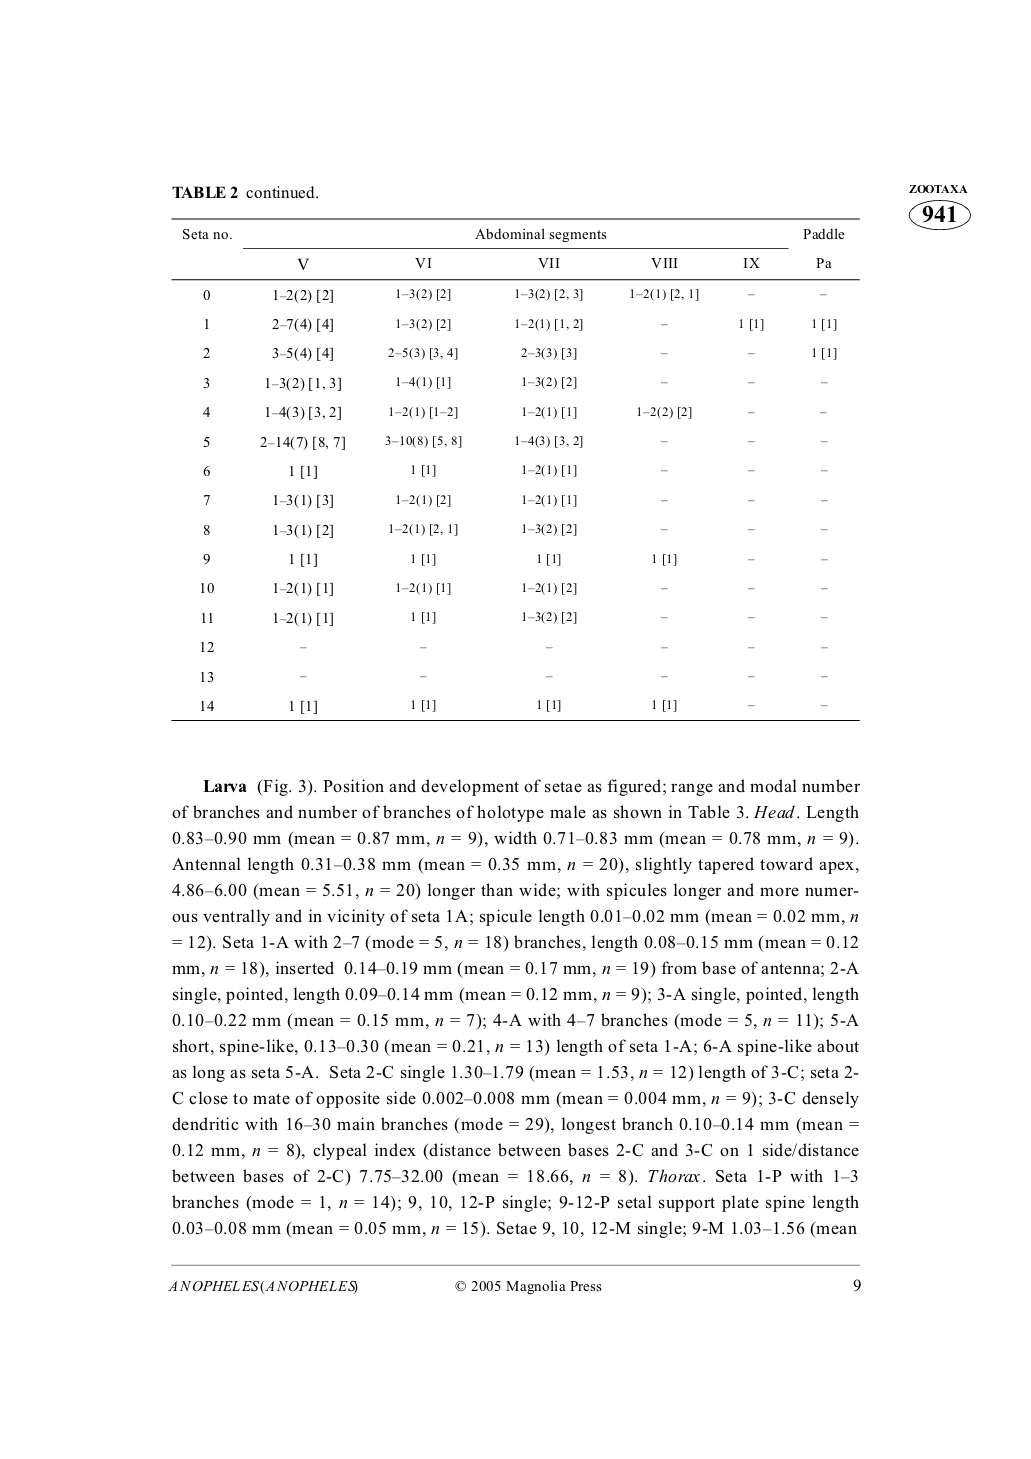 TABLE 2 continued.
ZOOTAXA
941
Seta no. Abdominal segments Paddle
V VI VII VIII IX Pa
0 1–2(2) [2] 1–3(2) [2] 1–3(2) [2, 3] 1–2(1) [2, 1] – –
1 2–7(4) [4] 1–3(2) [2] 1–2(1) [1, 2] – 1 [1] 1 [1]
2 3–5(4) [4] 2–5(3) [3, 4] 2–3(3) [3] – – 1 [1]
3 1–3(2) [1, 3] 1–4(1) [1] 1–3(2) [2] – – –
4 1–4(3) [3, 2] 1–2(1) [1–2] 1–2(1) [1] 1–2(2) [2] – –
5 2–14(7) [8, 7] 3–10(8) [5, 8] 1–4(3) [3, 2] – – –
6 1 [1] 1 [1] 1–2(1) [1] – – –
7 1–3(1) [3] 1–2(1) [2] 1–2(1) [1] – – –
8 1–3(1) [2] 1–2(1) [2, 1] 1–3(2) [2] – – –
9 1 [1] 1 [1] 1 [1] 1 [1] – –
10 1–2(1) [1] 1–2(1) [1] 1–2(1) [2] – – –
11 1–2(1) [1] 1 [1] 1–3(2) [2] – – –
12 – – – – – –
13 – – – – – –
14 1 [1] 1 [1] 1 [1] 1 [1] – –
Larva (Fig. 3). Position and development of setae as figured; range and modal number
of branches and number of branches of holotype male as shown in Table 3. Head. Length
0.83–0.90 mm (mean = 0.87 mm, n = 9), width 0.71–0.83 mm (mean = 0.78 mm, n = 9).
Antennal length 0.31–0.38 mm (mean = 0.35 mm, n = 20), slightly tapered toward apex,
4.86–6.00 (mean = 5.51, n = 20) longer than wide; with spicules longer and more numer-
ous ventrally and in vicinity of seta 1A; spicule length 0.01–0.02 mm (mean = 0.02 mm, n
= 12). Seta 1-A with 2–7 (mode = 5, n = 18) branches, length 0.08–0.15 mm (mean = 0.12
mm, n = 18), inserted 0.14–0.19 mm (mean = 0.17 mm, n = 19) from base of antenna; 2-A
single, pointed, length 0.09–0.14 mm (mean = 0.12 mm, n = 9); 3-A single, pointed, length
0.10–0.22 mm (mean = 0.15 mm, n = 7); 4-A with 4–7 branches (mode = 5, n = 11); 5-A
short, spine-like, 0.13–0.30 (mean = 0.21, n = 13) length of seta 1-A; 6-A spine-like about
as long as seta 5-A. Seta 2-C single 1.30–1.79 (mean = 1.53, n = 12) length of 3-C; seta 2-
C close to mate of opposite side 0.002–0.008 mm (mean = 0.004 mm, n = 9); 3-C densely
dendritic with 16–30 main branches (mode = 29), longest branch 0.10–0.14 mm (mean =
0.12 mm, n = 8), clypeal index (distance between bases 2-C and 3-C on 1 side/distance
between bases of 2-C) 7.75–32.00 (mean = 18.66, n = 8). Thorax. Seta 1-P with 1–3
branches (mode = 1, n = 14); 9, 10, 12-P single; 9-12-P setal support plate spine length
0.03–0.08 mm (mean = 0.05 mm, n = 15). Setae 9, 10, 12-M single; 9-M 1.03–1.56 (mean
ANOPHELES (ANOPHELES) © 2005 Magnolia Press 9